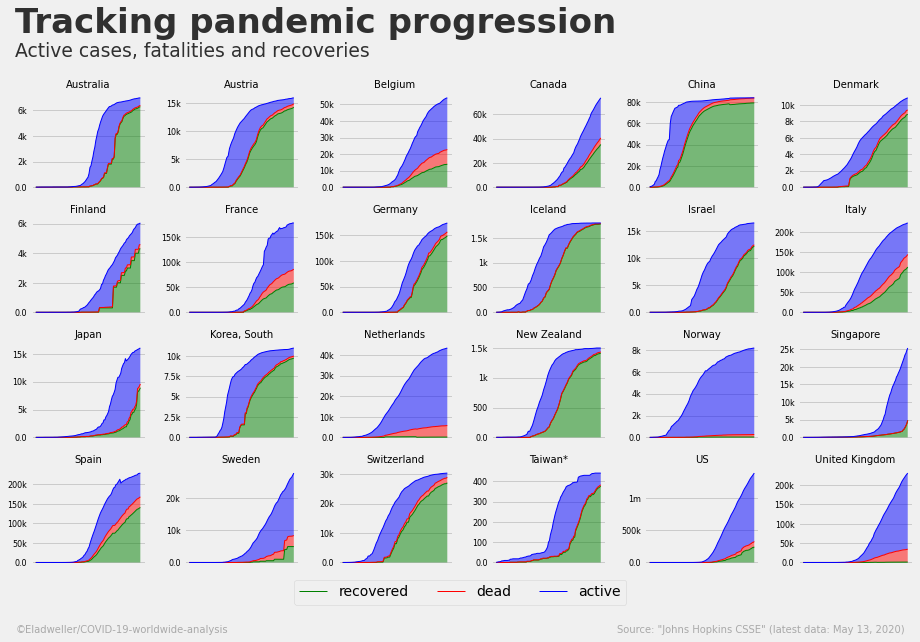 Tracking pandemic progression
Active cases, fatalities and recoveries
Australia
6k
4k
2k
0.0
Austria
15k
10k
5k
0.0
Belgium
50k
40k
30k
20k
10k
0.0
Canada
60k
40k
20k
0.0
China
80k
60k
40k
20k
0.0
Denmark
10k
8k
6k
4k
2k
0.0
Finland
6k
4k
2k
0.0
France
150k
100k
50k
0.0
Germany
150k
100k
50k
0.0
Iceland
1.5k
1k
500
0.0
Israel
15k
10k
5k
0.0
Italy
200k
150k
100k
50k
0.0
Japan
15k
10k
5k
0.0
Korea, South
10k
7.5k
5k
2.5k
0.0
Netherlands
40k
30k
20k
10k
0.0
New Zealand
1.5k
1k
500
0.0
Norway
8k
6k
4k
2k
0.0
Singapore
25k
20k
15k
10k
5k
0.0
Spain
200k
150k
100k
50k
0.0
Sweden
20k
10k
0.0
Switzerland
30k
20k
10k
0.0
Taiwan*
400
300
200
100
0.0
US
1m
500k
0.0
United Kingdom
200k
150k
100k
50k
0.0
recovered dead active
©Eladweller/COVID-19-worldwide-analysis
Source: "Johns Hopkins CSSE" (latest data: May 13, 2020)